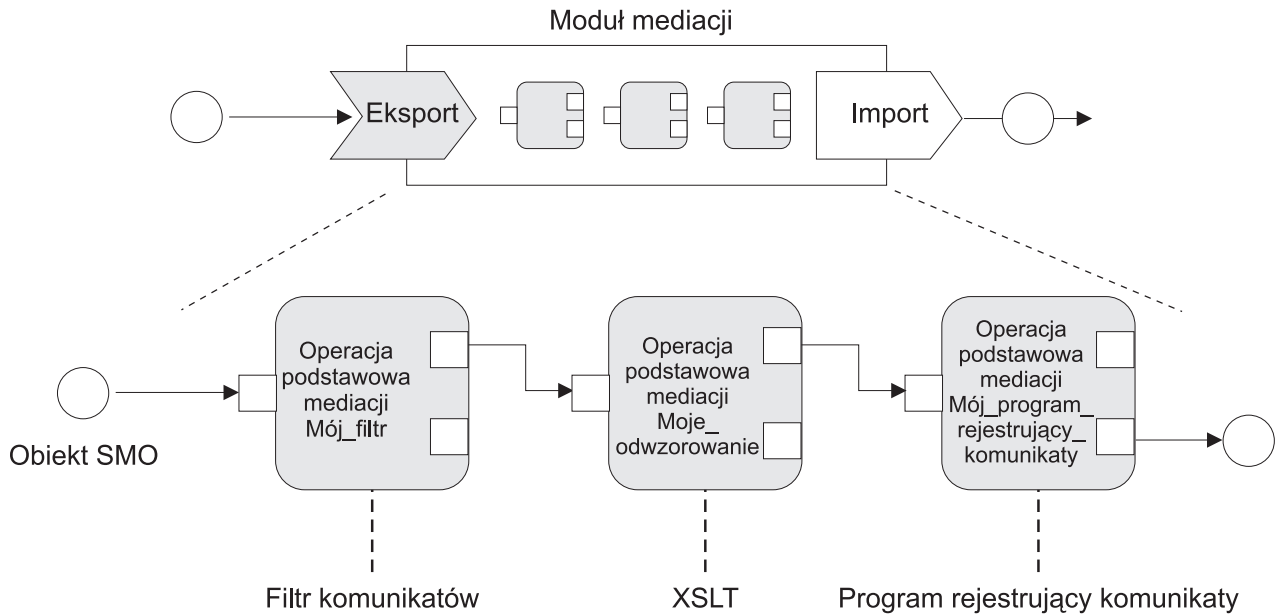 Moduł mediacji
Eksport
Import
Operacja
podstawowa
mediacji
Mój_filtr
Operacja
podstawowa
mediacji
Moje_
odwzorowanie
Operacja
podstawowa
mediacji
Mój_program_
rejestrujący_
komunikaty
Obiekt SMO
Filtr komunikatów
XSLT
Program rejestrujący komunikaty